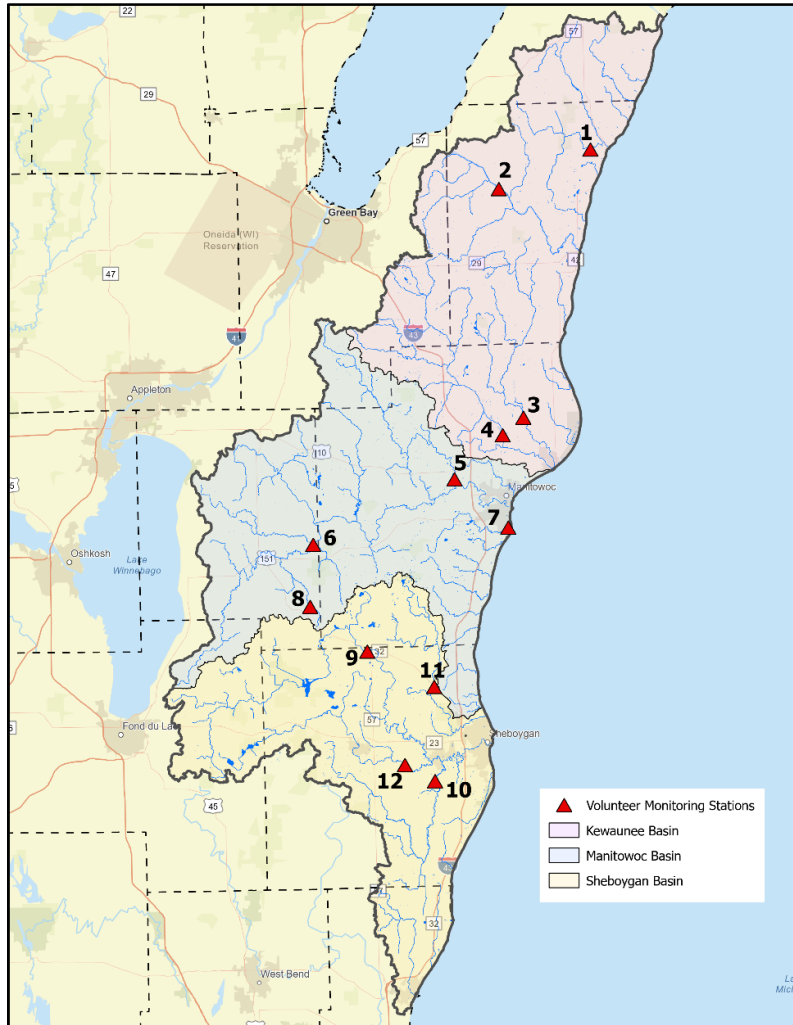 22
57
29
57
1
2
Green Bay
Oneida (WI)
Reservation
47
29
42
43
41
Appleton
3
4
110
5
Manitowoc
7
6
Oshkosh
Lake
Winnebago
151
8
9
32
11
57
Fond du Lac
23
Sheboygan
12
10
45
Volunteer Monitoring Stations
Kewaunee Basin
Manitowoc Basin
Sheboygan Basin
32
West Bend